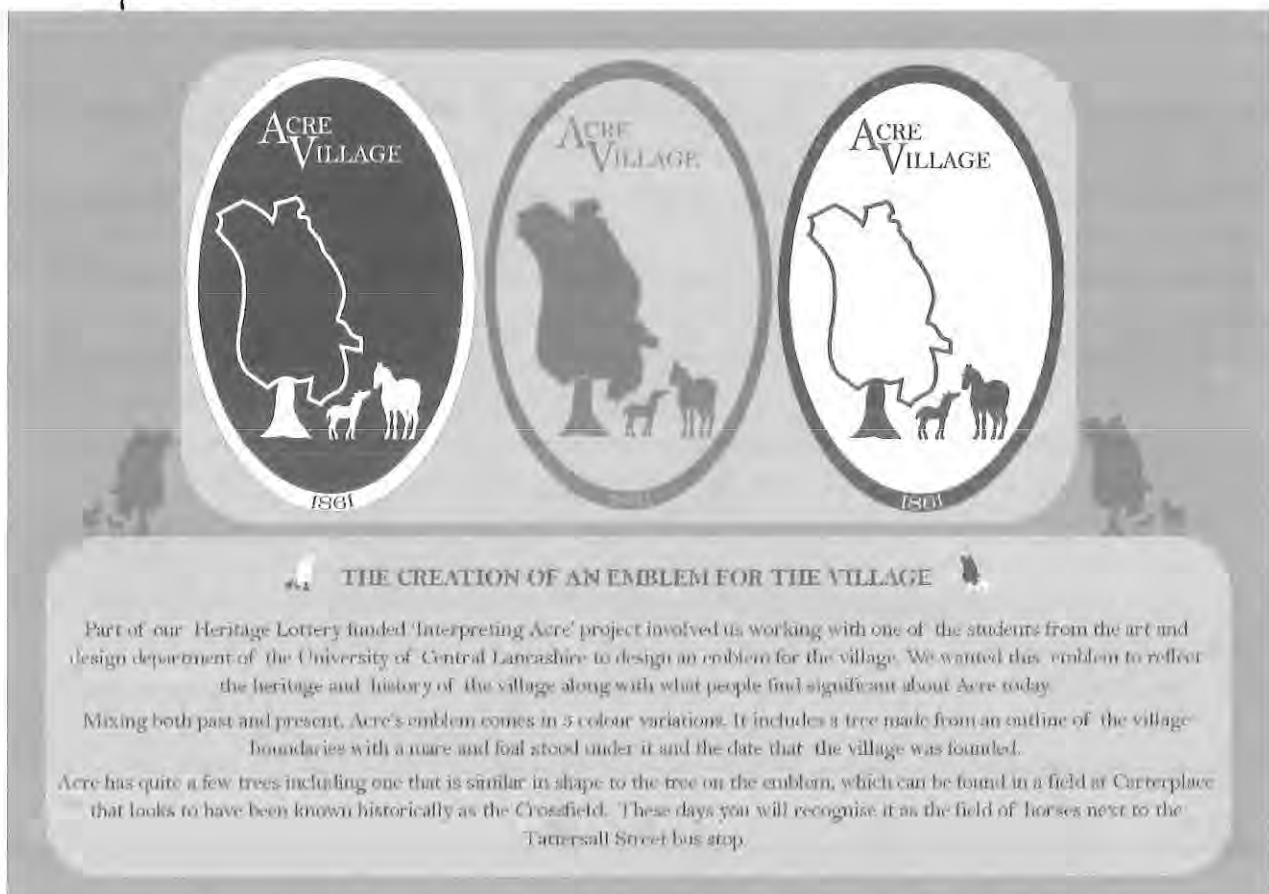 ACRE
VILLAGE
1861
ACRE
VILLAGE
1861
ACRE
VILLAGE
1861
THE CREATION OF AN EMBLEM FOR THE VILLAGE
Part of our Heritage Lottery funded 'Interpreting Acre' project involved us working with one of the students from the art and
design department of the University of Central Lancashire to design an emblem for the village. We wanted this emblem to reflect
the heritage and history of the village along with what people find significant about Acre today.
Mixing both past and present, Acre's emblem comes in 3 colour variations. It includes a tree made from an outline of the village
boundaries with a mare and foal stood under it and the date that the village was founded.
Acre has quite a few trees including one that is similar in shape to the tree on the emblem, which can be found in a field at Carterplace
that looks to have been known historically as the Crossfield. These days you will recognise it as the field of horses next to the
Tattersall Street bus stop.